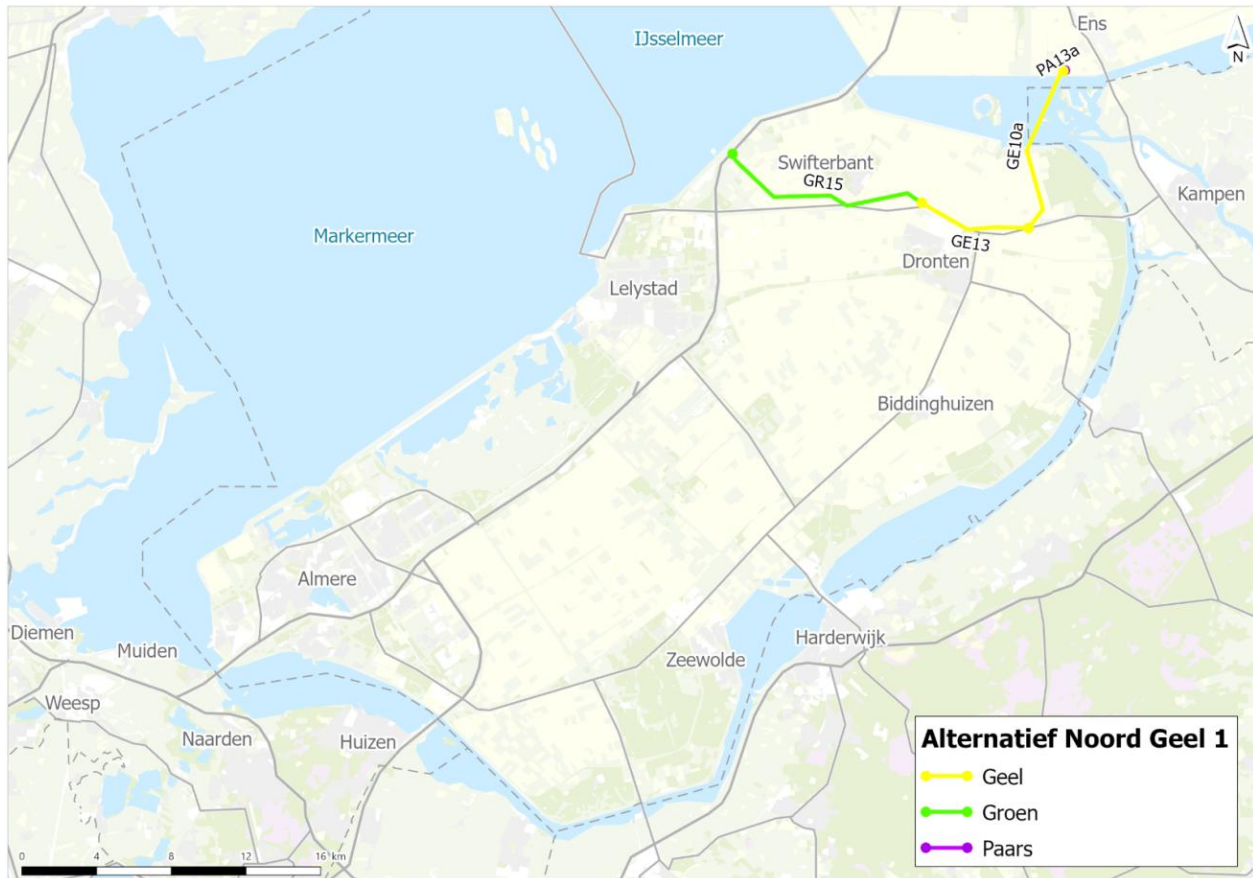 IJsselmeer
Ens
N
PA13a
GE10a
Swifterbant
GR15
Kampen
Markermeer
GE13
Dronten
Lelystad
Biddinghuizen
Almere
Diemen
Muiden
Harderwijk
Zeewolde
Weesp
Naarden
Huizen
Alternatief Noord Geel 1
Geel
Groen
Paars
0 4 8 12 16 km